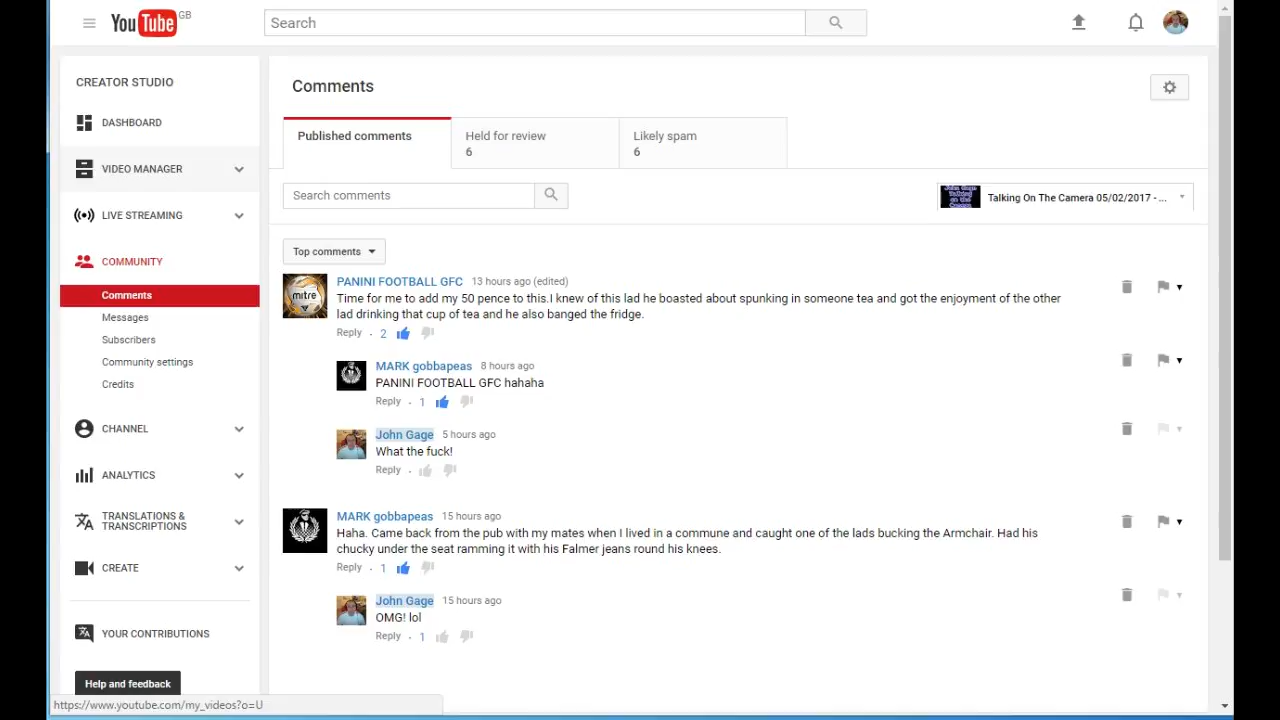 YouTube GB
Search
CREATOR STUDIO
DASHBOARD
VIDEO MANAGER
LIVE STREAMING
COMMUNITY
Comments
Messages
Subscribers
Community settings
Credits
CHANNEL
ANALYTICS
TRANSLATIONS &
TRANSCRIPTIONS
CREATE
YOUR CONTRIBUTIONS
Help and feedback
https://www.youtube.com/my_videos?o=U
Comments
Published comments
Held for review
6
Likely spam
6
Search comments
John Gage
Talking
on the
Camera
Talking On The Camera 05/02/2017 - ...
Top comments
mitre
PANINI FOOTBALL GFC 13 hours ago (edited)
Time for me to add my 50 pence to this.I knew of this lad he boasted about spunking in someone tea and got the enjoyment of the other
lad drinking that cup of tea and he also banged the fridge.
Reply · 2
MARK gobbapeas 8 hours ago
PANINI FOOTBALL GFC hahaha
Reply · 1
John Gage 5 hours ago
What the fuck!
Reply ·
MARK gobbapeas 15 hours ago
Haha. Came back from the pub with my mates when I lived in a commune and caught one of the lads bucking the Armchair. Had his
chucky under the seat ramming it with his Falmer jeans round his knees.
Reply · 1
John Gage 15 hours ago
OMG! lol
Reply · 1